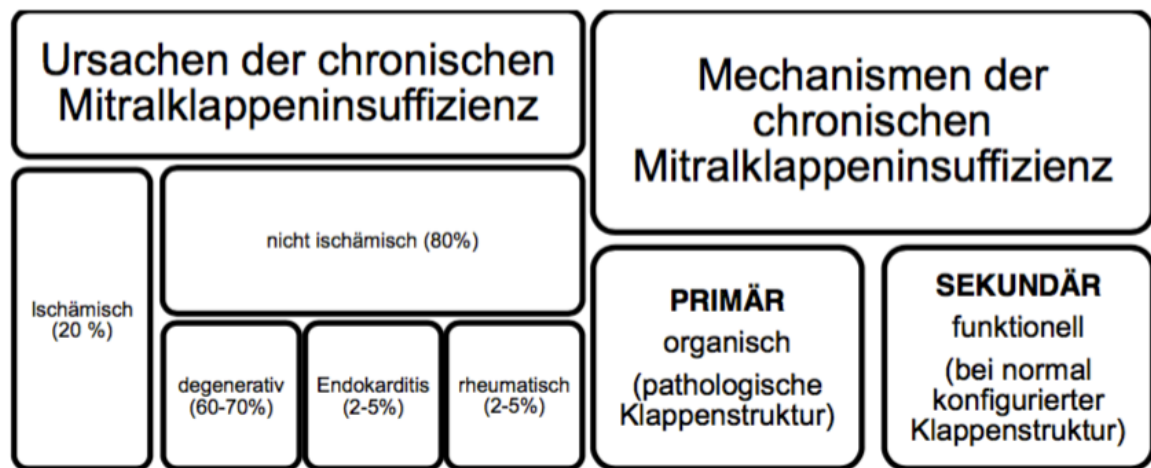 Ursachen der chronischen
Mitralklappeninsuffizienz
Ischämisch
(20 %)
nicht ischämisch (80%)
degenerativ
(60-70%)
Endokarditis
(2-5%)
rheumatisch
(2-5%)
Mechanismen der
chronischen
Mitralklappeninsuffizienz
PRIMÄR
organisch
(pathologische
Klappenstruktur)
SEKUNDÄR
funktionell
(bei normal
konfigurierter
Klappenstruktur)